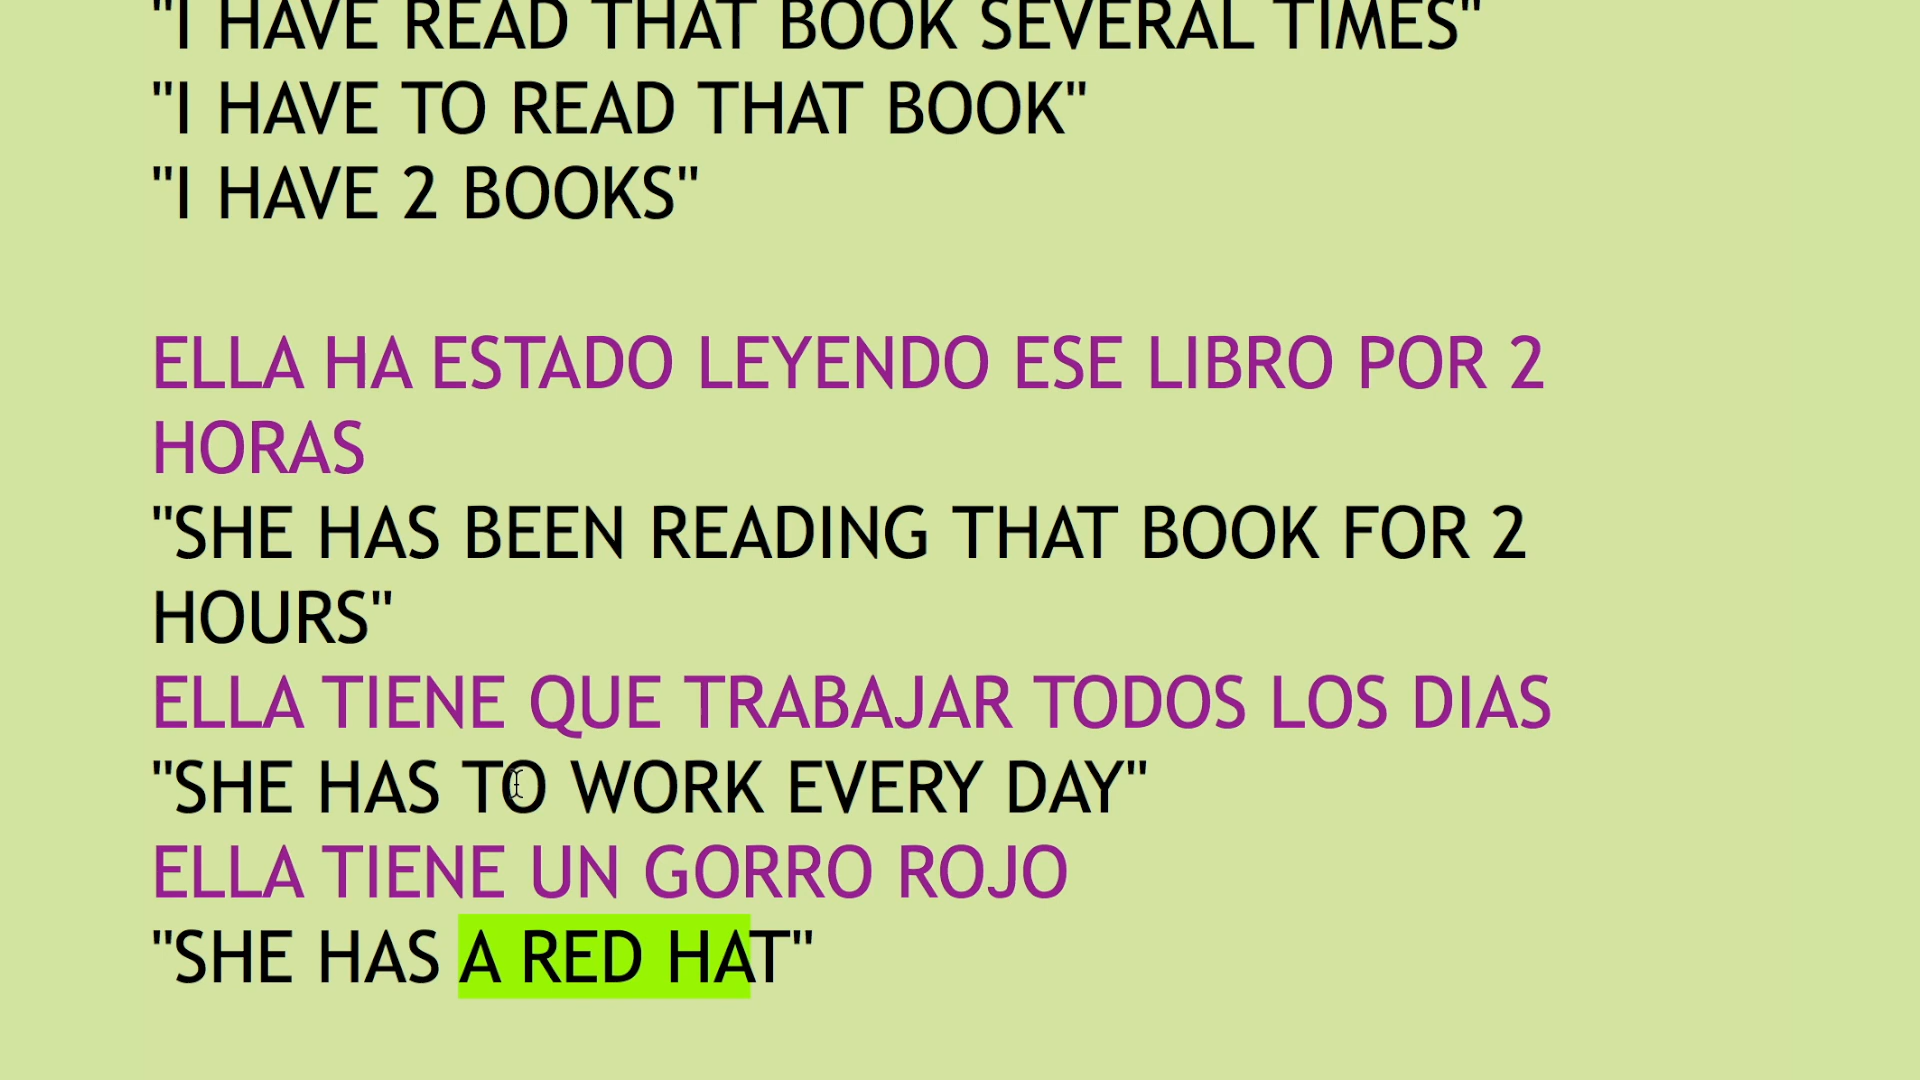 "I HAVE READ THAT BOOK SEVERAL TIMES"
"I HAVE TO READ THAT BOOK"
"I HAVE 2 BOOKS"
ELLA HA ESTADO LEYENDO ESE LIBRO POR 2
HORAS
"SHE HAS BEEN READING THAT BOOK FOR 2
HOURS"
ELLA TIENE QUE TRABAJAR TODOS LOS DIAS
"SHE HAS TO WORK EVERY DAY"
ELLA TIENE UN GORRO ROJO
"SHE HAS A RED HAT"